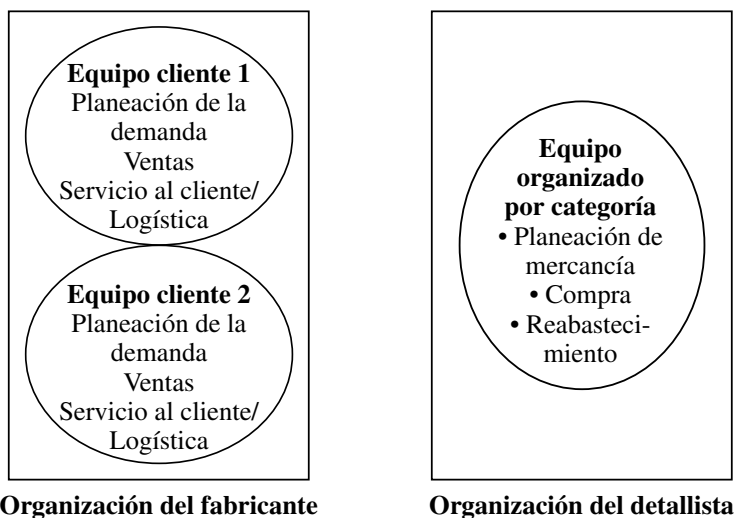 Equipo cliente 1
Planeación de la
demanda
Ventas
Servicio al cliente/
Logística
Equipo cliente 2
Planeación de la
demanda
Ventas
Servicio al cliente/
Logística
Organización del fabricante
Equipo
organizado
por categoría
• Planeación de
mercancía
• Compra
• Reabasteci-
miento
Organización del detallista